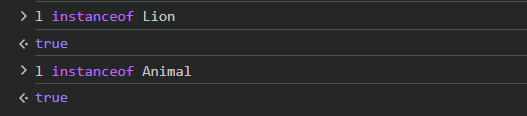 > l instanceof Lion
<· true
> l instanceof Animal
<· true